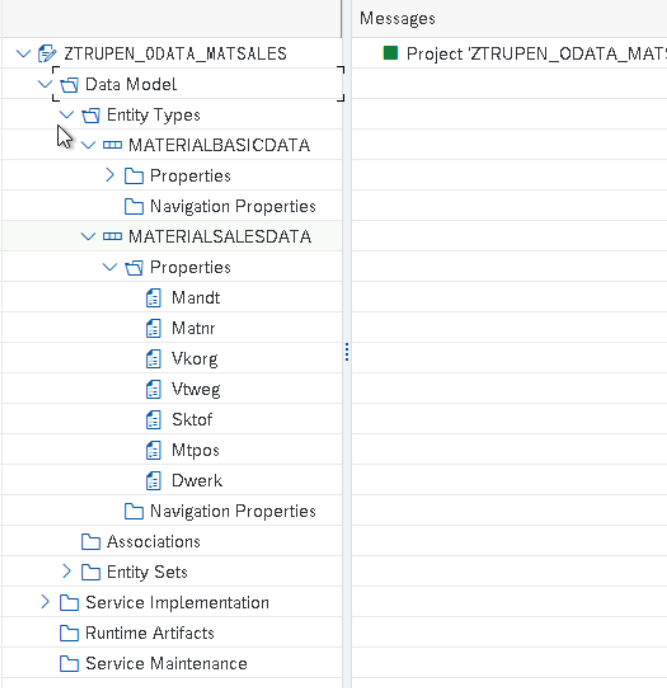 Messages
ZTRUPEN_ODATA_MATSALES
Project 'ZTRUPEN_ODATA_MATS
Data Model
Entity Types
MATERIALBASICDATA
Properties
Navigation Properties
MATERIALSALESDATA
Properties
Mandt
Matnr
Vkorg
Vtweg
Sktof
Mtpos
Dwerk
Navigation Properties
Associations
Entity Sets
Service Implementation
Runtime Artifacts
Service Maintenance